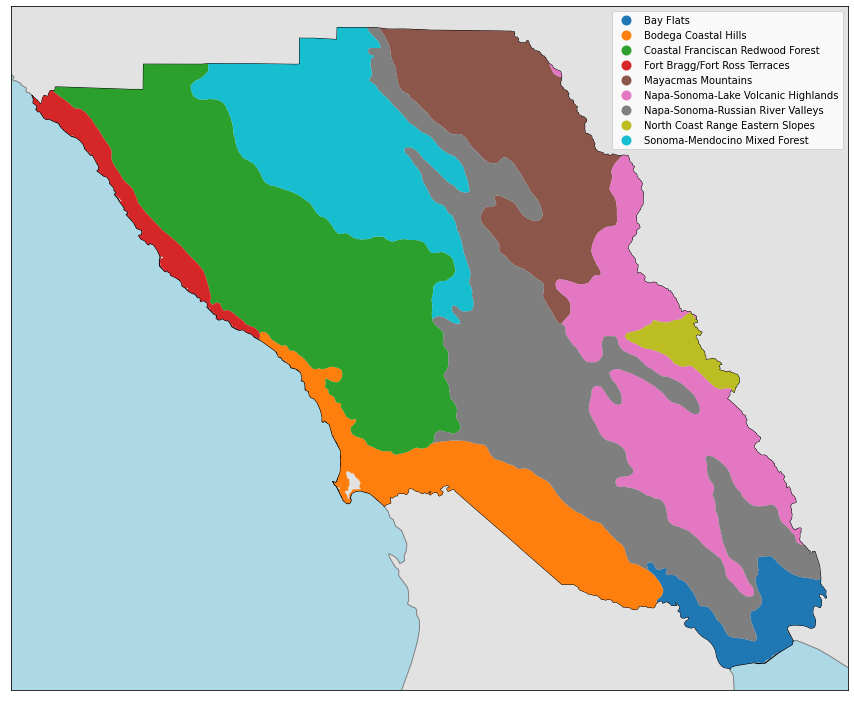 Bay Flats
Bodega Coastal Hills
Coastal Franciscan Redwood Forest
Fort Bragg/Fort Ross Terraces
Mayacmas Mountains
Napa-Sonoma-Lake Volcanic Highlands
Napa-Sonoma-Russian River Valleys
North Coast Range Eastern Slopes
Sonoma-Mendocino Mixed Forest